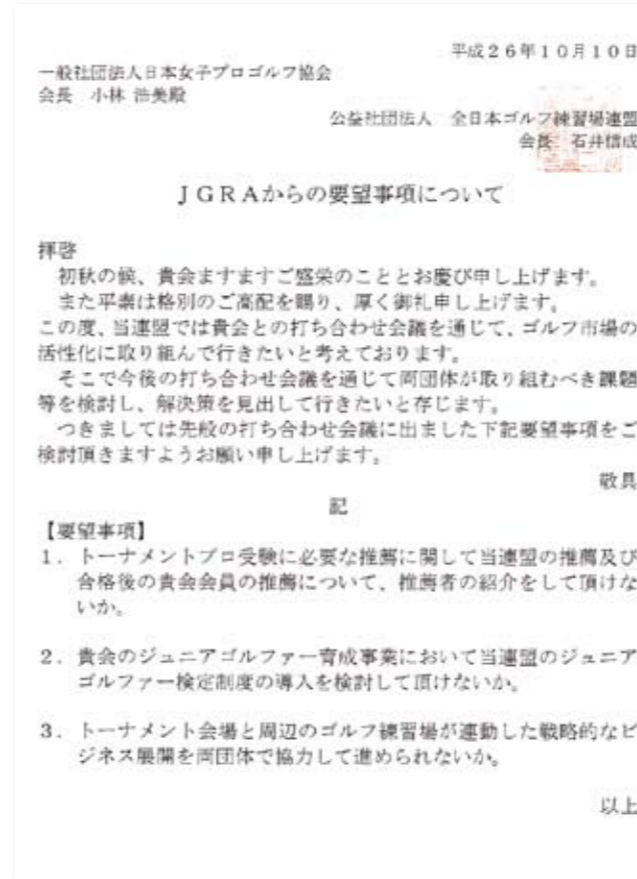 平成26年10月10日
一般社団法人日本女子プロゴルフ協会
会長 小林 浩美殿
公益社団法人 全日本ゴルフ練習場連盟
会長 石井信成
JGRAからの要望事項について
拝啓
初秋の候、貴会ますますご盛栄のこととお慶び申し上げます。
また平素は格別のご高配を賜り、厚く御礼申し上げます。
この度、当連盟では貴会との打ち合わせ会議を通じて、ゴルフ市場の
活性化に取り組んで行きたいと考えております。
そこで今後の打ち合わせ会議を通じて両団体が取り組むべき課題
等を検討し、解決策を見出して行きたいと存じます。
つきましては先般の打ち合わせ会議に出ました下記要望事項をご
検討頂きますようお願い申し上げます。
敬具
記
【要望事項】
1．トーナメントプロ受験に必要な推薦に関して当連盟の推薦及び
合格後の貴会会員の推薦について、推薦者の紹介をして頂けな
いか。
2．貴会のジュニアゴルファー育成事業において当連盟のジュニア
ゴルファー検定制度の導入を検討して頂けないか。
3．トーナメント会場と周辺のゴルフ練習場が連動した戦略的なビ
ジネス展開を両団体で協力して進められないか。
以上